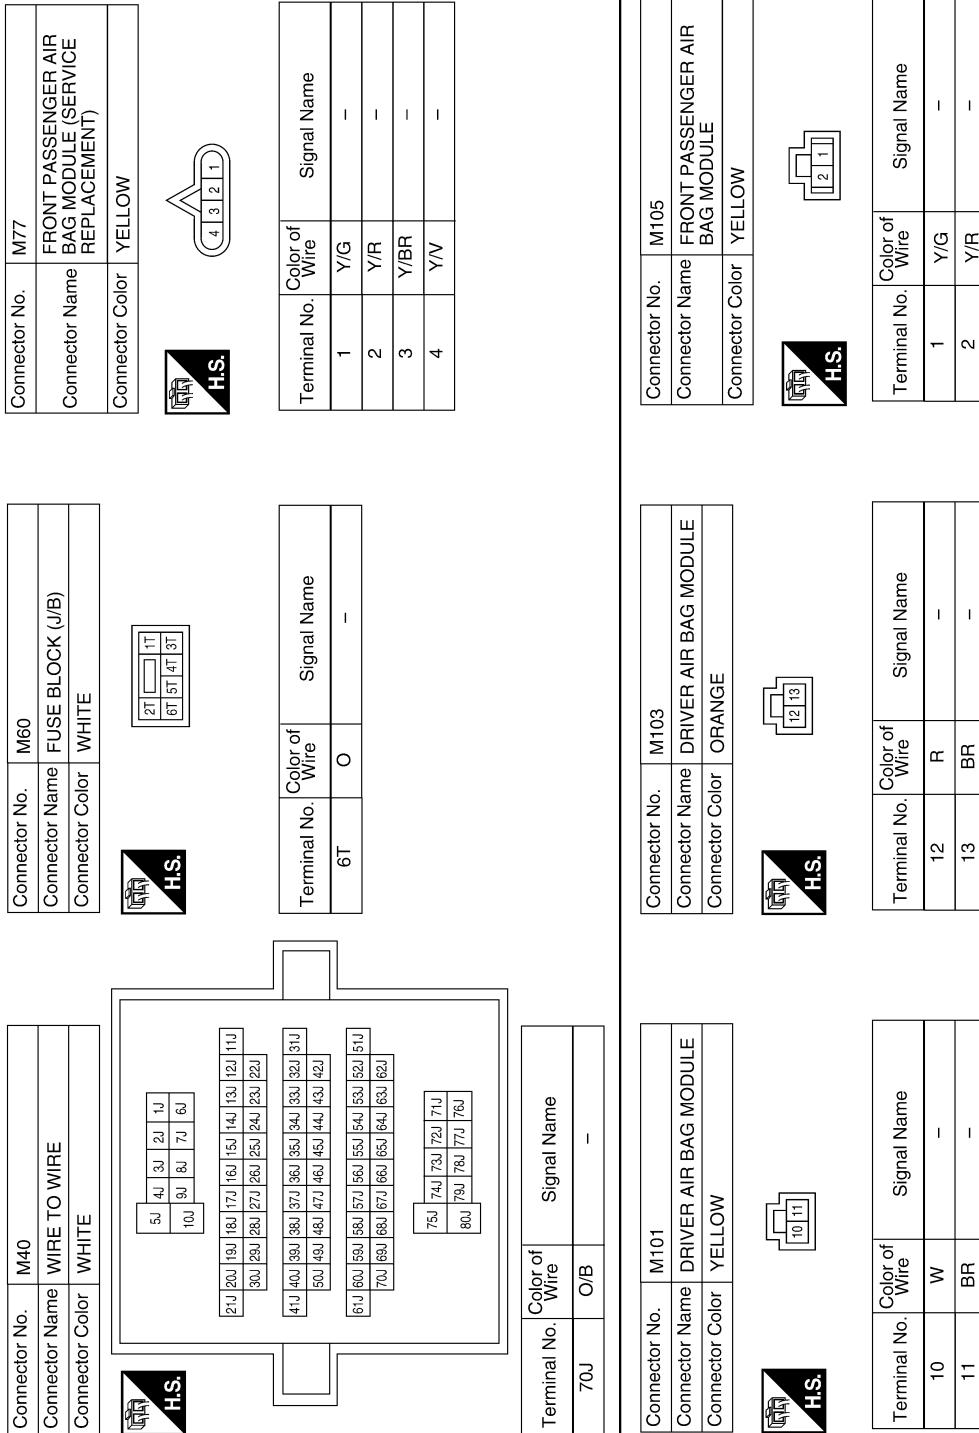 Connector No. M40
Connector Name WIRE TO WIRE
Connector Color WHITE
H.S.
5J 4J 3J 2J 1J
10J 9J 8J 7J 6J
21J 20J 19J 18J 17J 16J 15J 14J 13J 12J 11J
30J 29J 28J 27J 26J 25J 24J 23J 22J
41J 40J 39J 38J 37J 36J 35J 34J 33J 32J 31J
50J 49J 48J 47J 46J 45J 44J 43J 42J
61J 60J 59J 58J 57J 56J 55J 54J 53J 52J 51J
70J 69J 68J 67J 66J 65J 64J 63J 62J
75J 74J 73J 72J 71J
80J 79J 78J 77J 76J
Terminal No. Color of Wire Signal Name
70J O/B –
Connector No. M60
Connector Name FUSE BLOCK (J/B)
Connector Color WHITE
H.S.
2T 1T
6T 5T 4T 3T
Terminal No. Color of Wire Signal Name
6T O –
Connector No. M77
Connector Name FRONT PASSENGER AIR
BAG MODULE (SERVICE
REPLACEMENT)
Connector Color YELLOW
H.S.
4 3 2 1
Terminal No. Color of Wire Signal Name
1 Y/G –
2 Y/R –
3 Y/BR –
4 Y/V –
Connector No. M101
Connector Name DRIVER AIR BAG MODULE
Connector Color YELLOW
H.S.
10 11
Terminal No. Color of Wire Signal Name
10 W –
11 BR –
Connector No. M103
Connector Name DRIVER AIR BAG MODULE
Connector Color ORANGE
H.S.
12 13
Terminal No. Color of Wire Signal Name
12 R –
13 BR –
Connector No. M105
Connector Name FRONT PASSENGER AIR
BAG MODULE
Connector Color YELLOW
H.S.
2 1
Terminal No. Color of Wire Signal Name
1 Y/G –
2 Y/R –